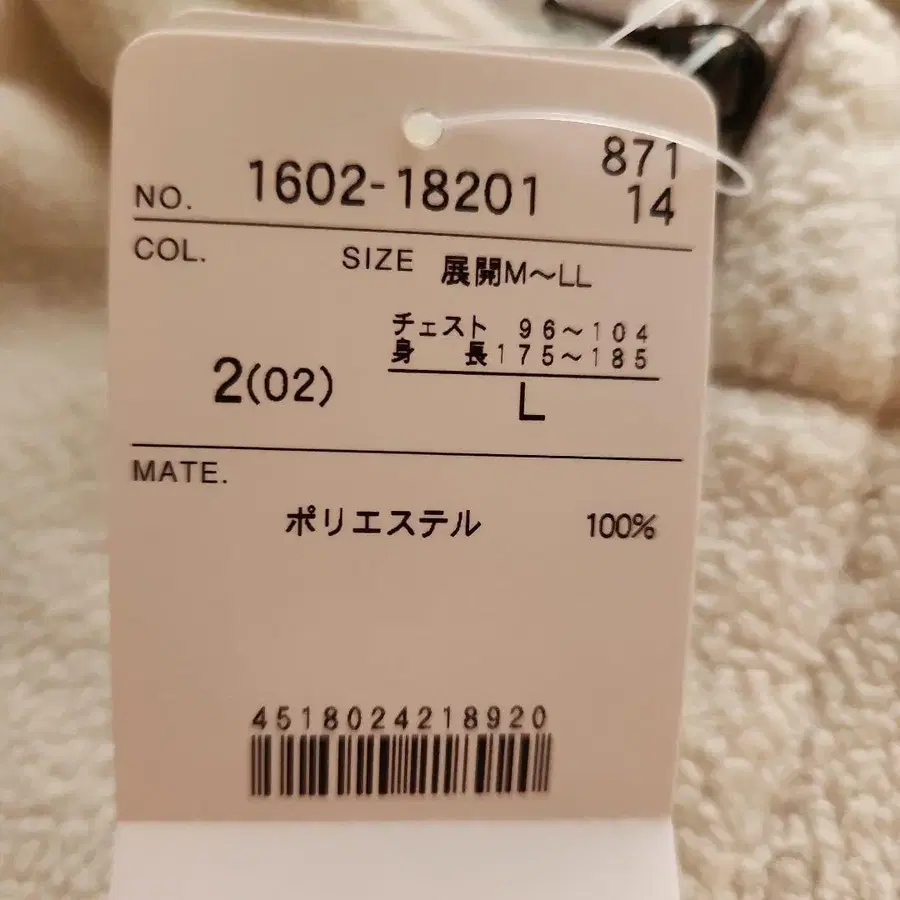 871
NO. 1602-18201 14
COL. SIZE 展開M〜LL
チェスト 96〜104
身長175〜185
2(02) L
MATE.
ポリエステル 100%
4518024218920